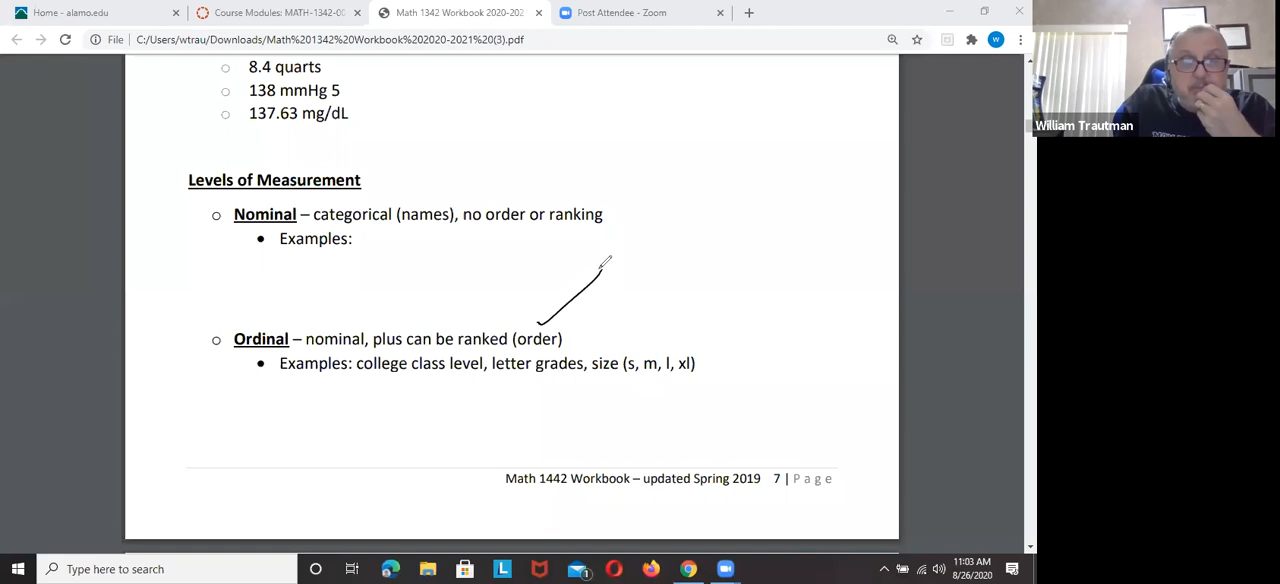 Home - alamo.edu
Course Modules: MATH-1342-00
Math 1342 Workbook 2020-202
Post Attendee - Zoom
File
C:/Users/wtrau/Downloads/Math%201342%20Workbook%202020-2021%20(3).pdf
W
8.4 quarts
138 mmHg 5
137.63 mg/dL
William Trautman
Levels of Measurement
Nominal – categorical (names), no order or ranking
Examples:
Ordinal – nominal, plus can be ranked (order)
Examples: college class level, letter grades, size (s, m, l, xl)
Math 1442 Workbook – updated Spring 2019 7 | Page
Type here to search
L
1
11:03 AM
8/26/2020